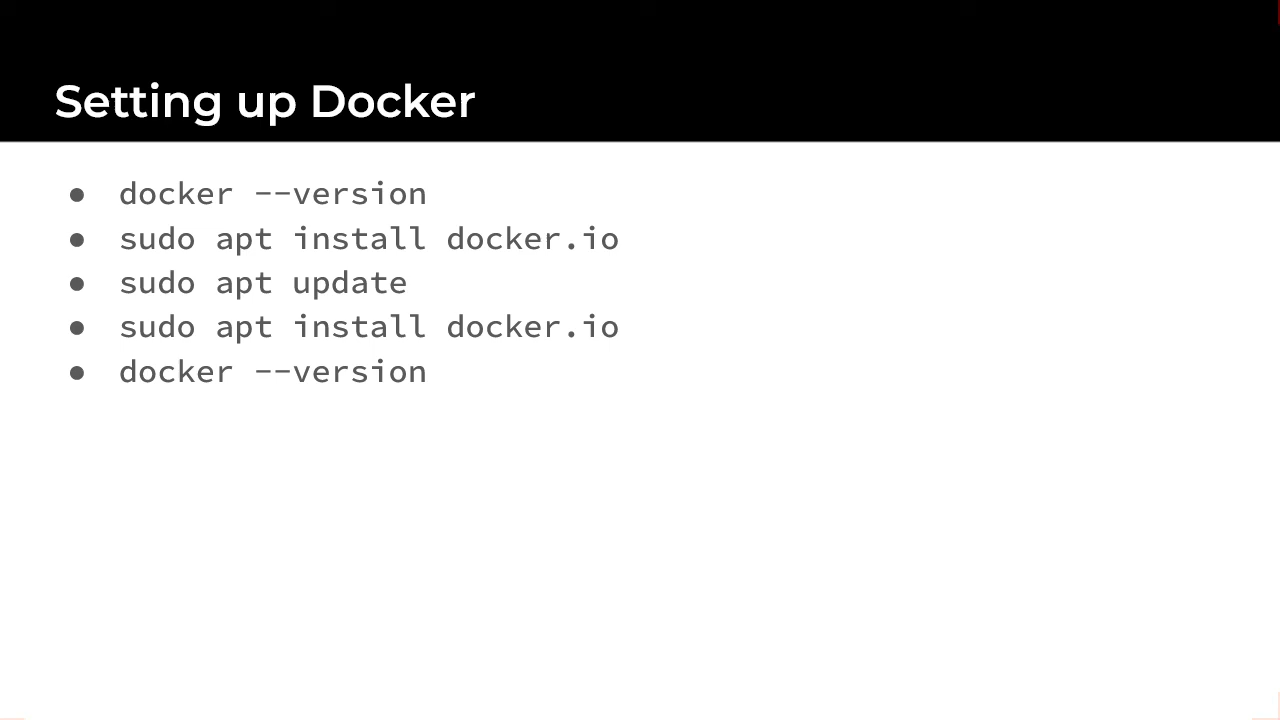 Setting up Docker
● docker --version
● sudo apt install docker.io
● sudo apt update
● sudo apt install docker.io
● docker --version